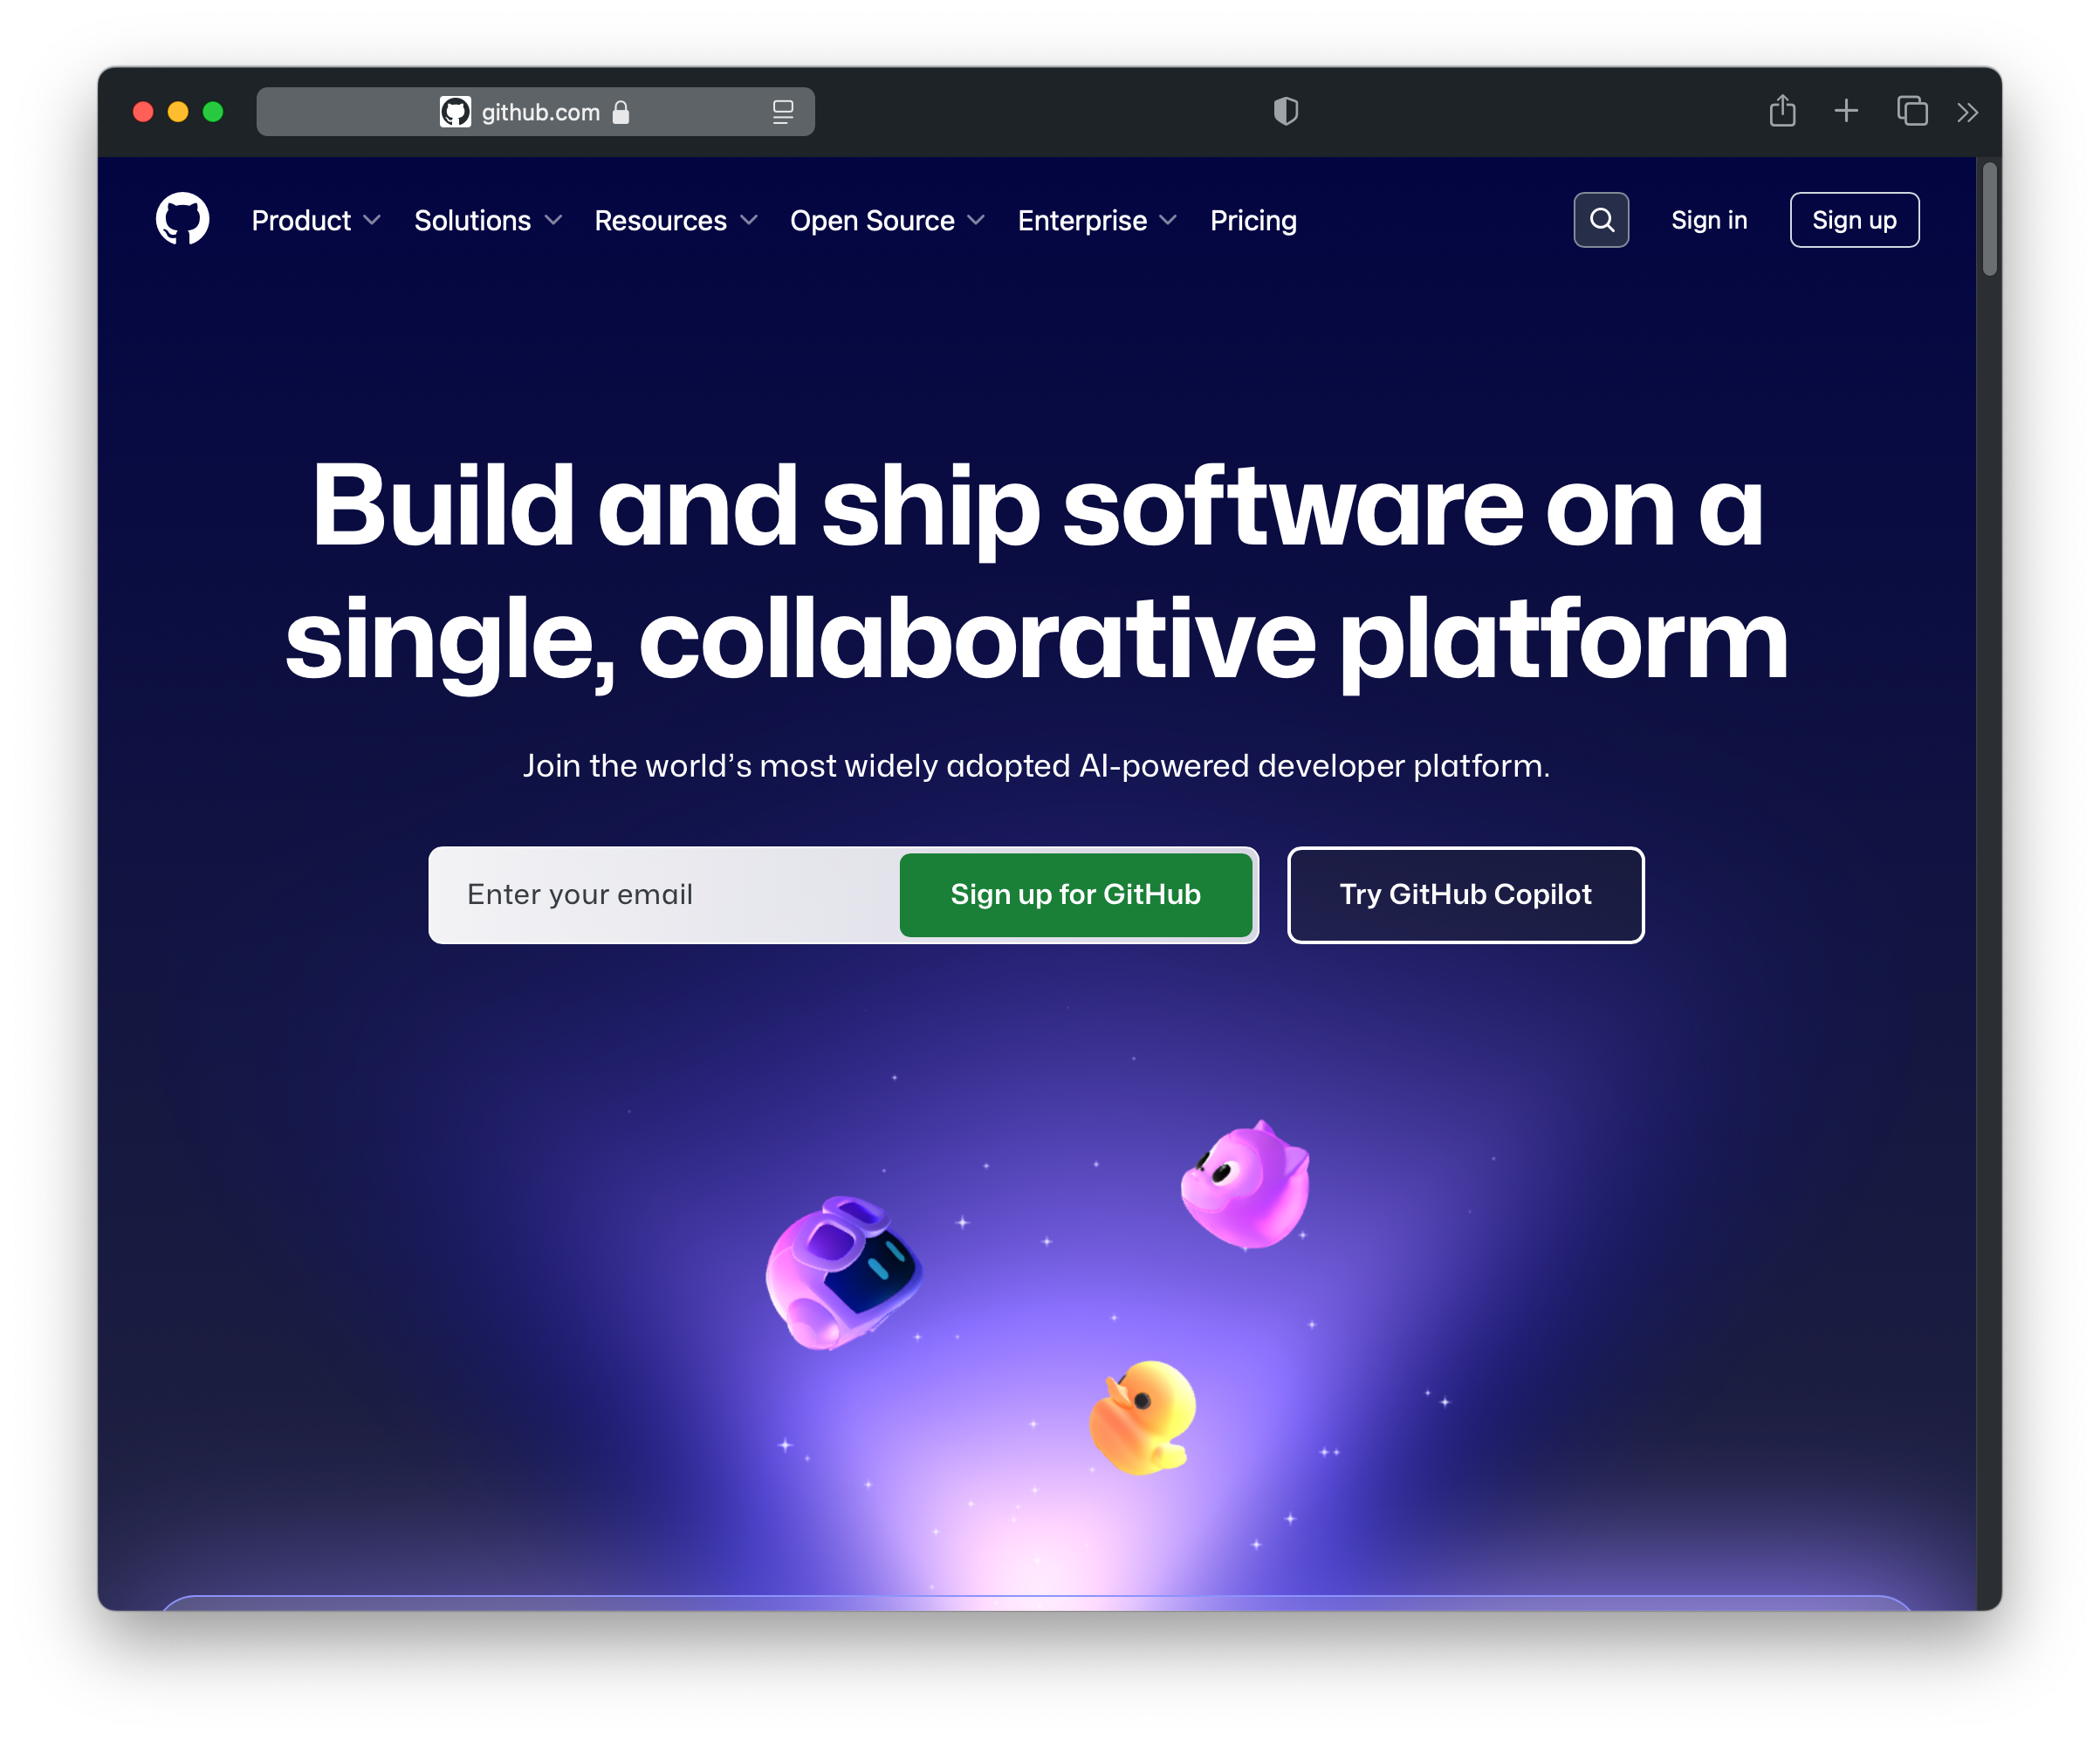 github.com
Product Solutions Resources Open Source Enterprise Pricing Sign in Sign up
Build and ship software on a
single, collaborative platform
Join the world’s most widely adopted AI-powered developer platform.
Enter your email Sign up for GitHub Try GitHub Copilot